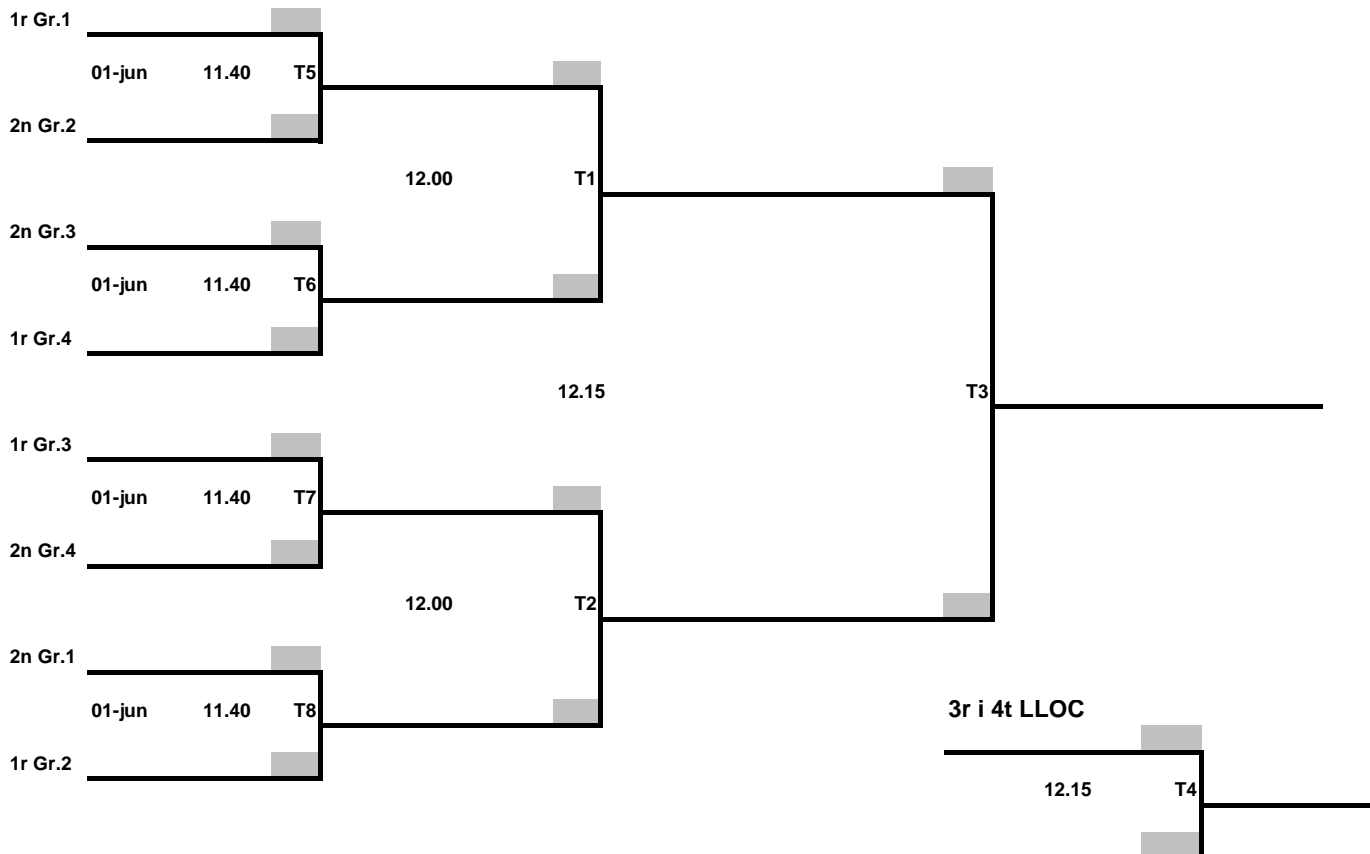 1r Gr.1
01-jun 11.40 T5
2n Gr.2
12.00 T1
2n Gr.3
01-jun 11.40 T6
1r Gr.4
12.15 T3
1r Gr.3
01-jun 11.40 T7
2n Gr.4
12.00 T2
2n Gr.1
01-jun 11.40 T8
1r Gr.2
3r i 4t LLOC
12.15 T4